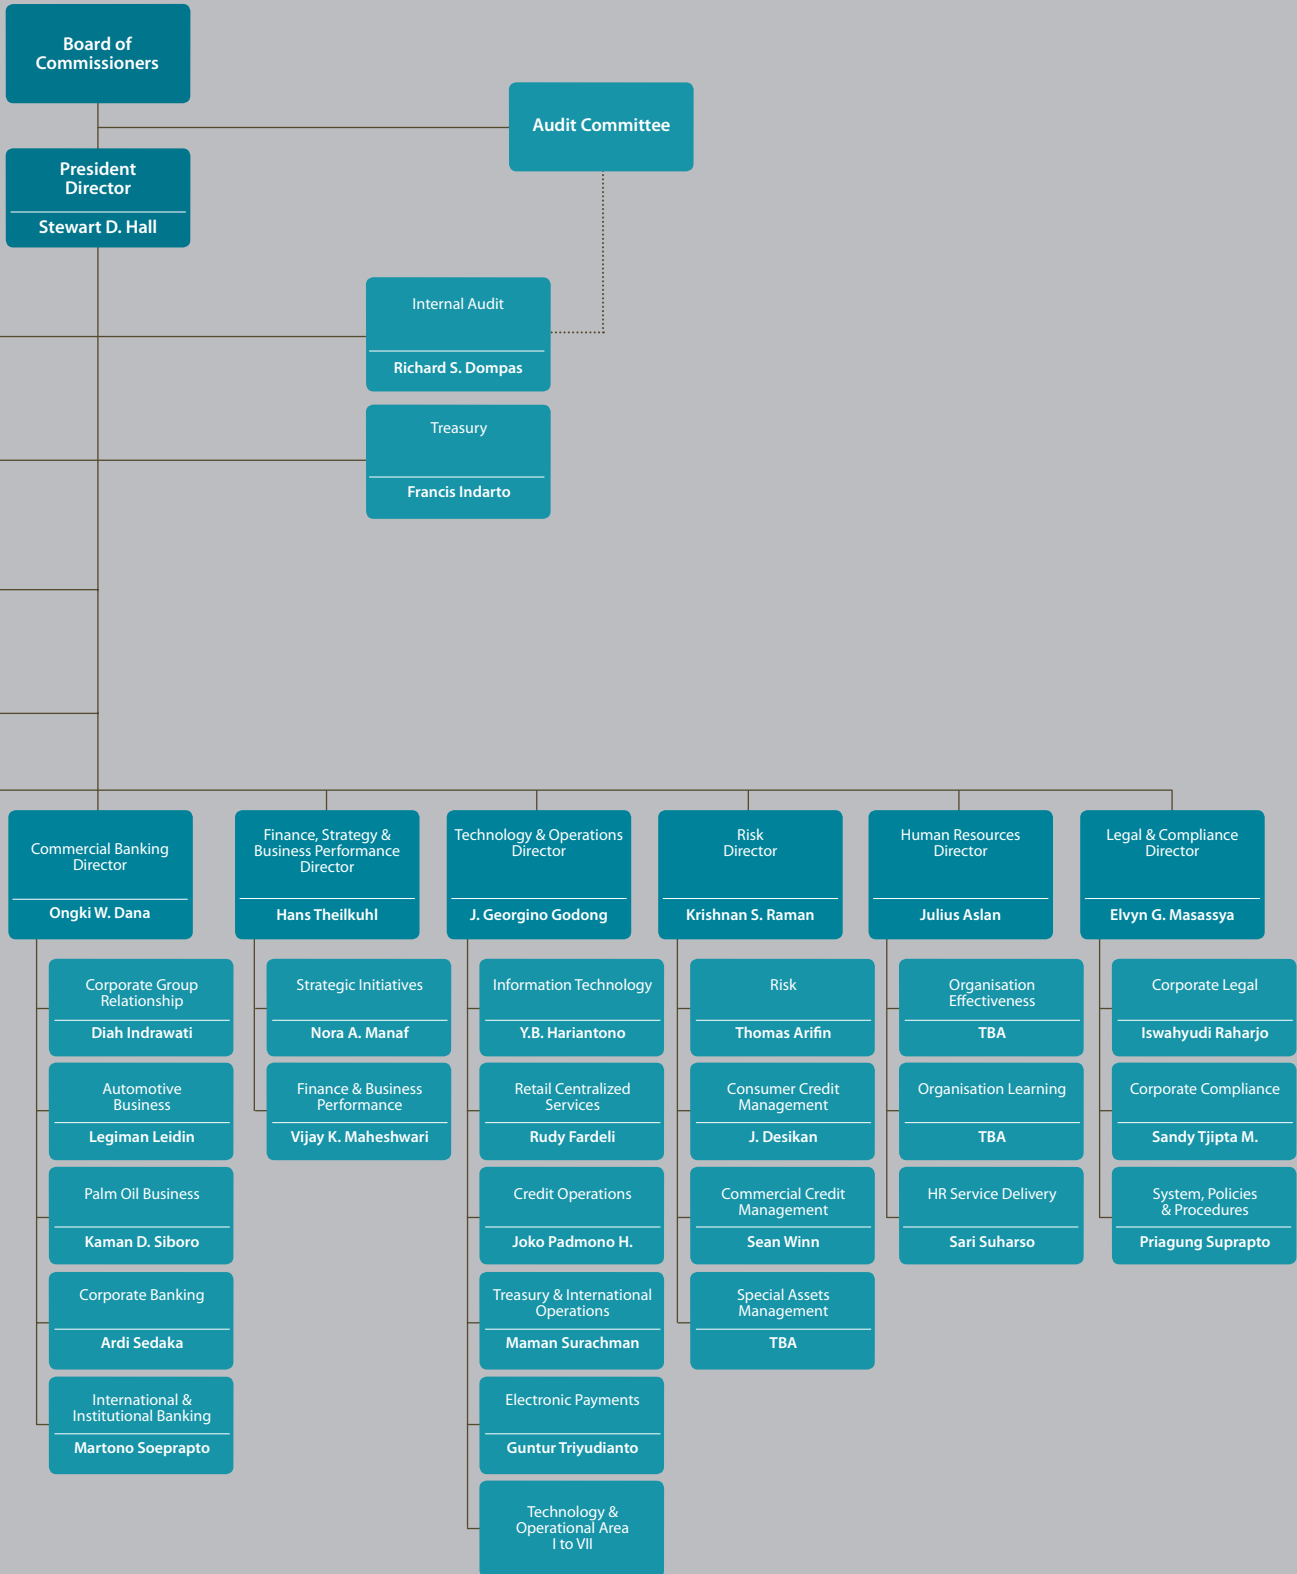 Board of
Commissioners
Audit Committee
President
Director
Stewart D. Hall
Internal Audit
Richard S. Dompas
Treasury
Francis Indarto
Commercial Banking
Director
Ongki W. Dana
Corporate Group
Relationship
Diah Indrawati
Automotive
Business
Legiman Leidin
Palm Oil Business
Kaman D. Siboro
Corporate Banking
Ardi Sedaka
International &
Institutional Banking
Martono Soeprapto
Finance, Strategy &
Business Performance
Director
Hans Theilkuhl
Strategic Initiatives
Nora A. Manaf
Finance & Business
Performance
Vijay K. Maheshwari
Technology & Operations
Director
J. Georgino Godong
Information Technology
Y.B. Hariantono
Retail Centralized
Services
Rudy Fardeli
Credit Operations
Joko Padmono H.
Treasury & International
Operations
Maman Surachman
Electronic Payments
Guntur Triyudianto
Technology &
Operational Area
I to VII
Risk
Director
Krishnan S. Raman
Risk
Thomas Arifin
Consumer Credit
Management
J. Desikan
Commercial Credit
Management
Sean Winn
Special Assets
Management
TBA
Human Resources
Director
Julius Aslan
Organisation
Effectiveness
TBA
Organisation Learning
TBA
HR Service Delivery
Sari Suharso
Legal & Compliance
Director
Elvyn G. Masassya
Corporate Legal
Iswahyudi Raharjo
Corporate Compliance
Sandy Tjipta M.
System, Policies
& Procedures
Priagung Suprapto